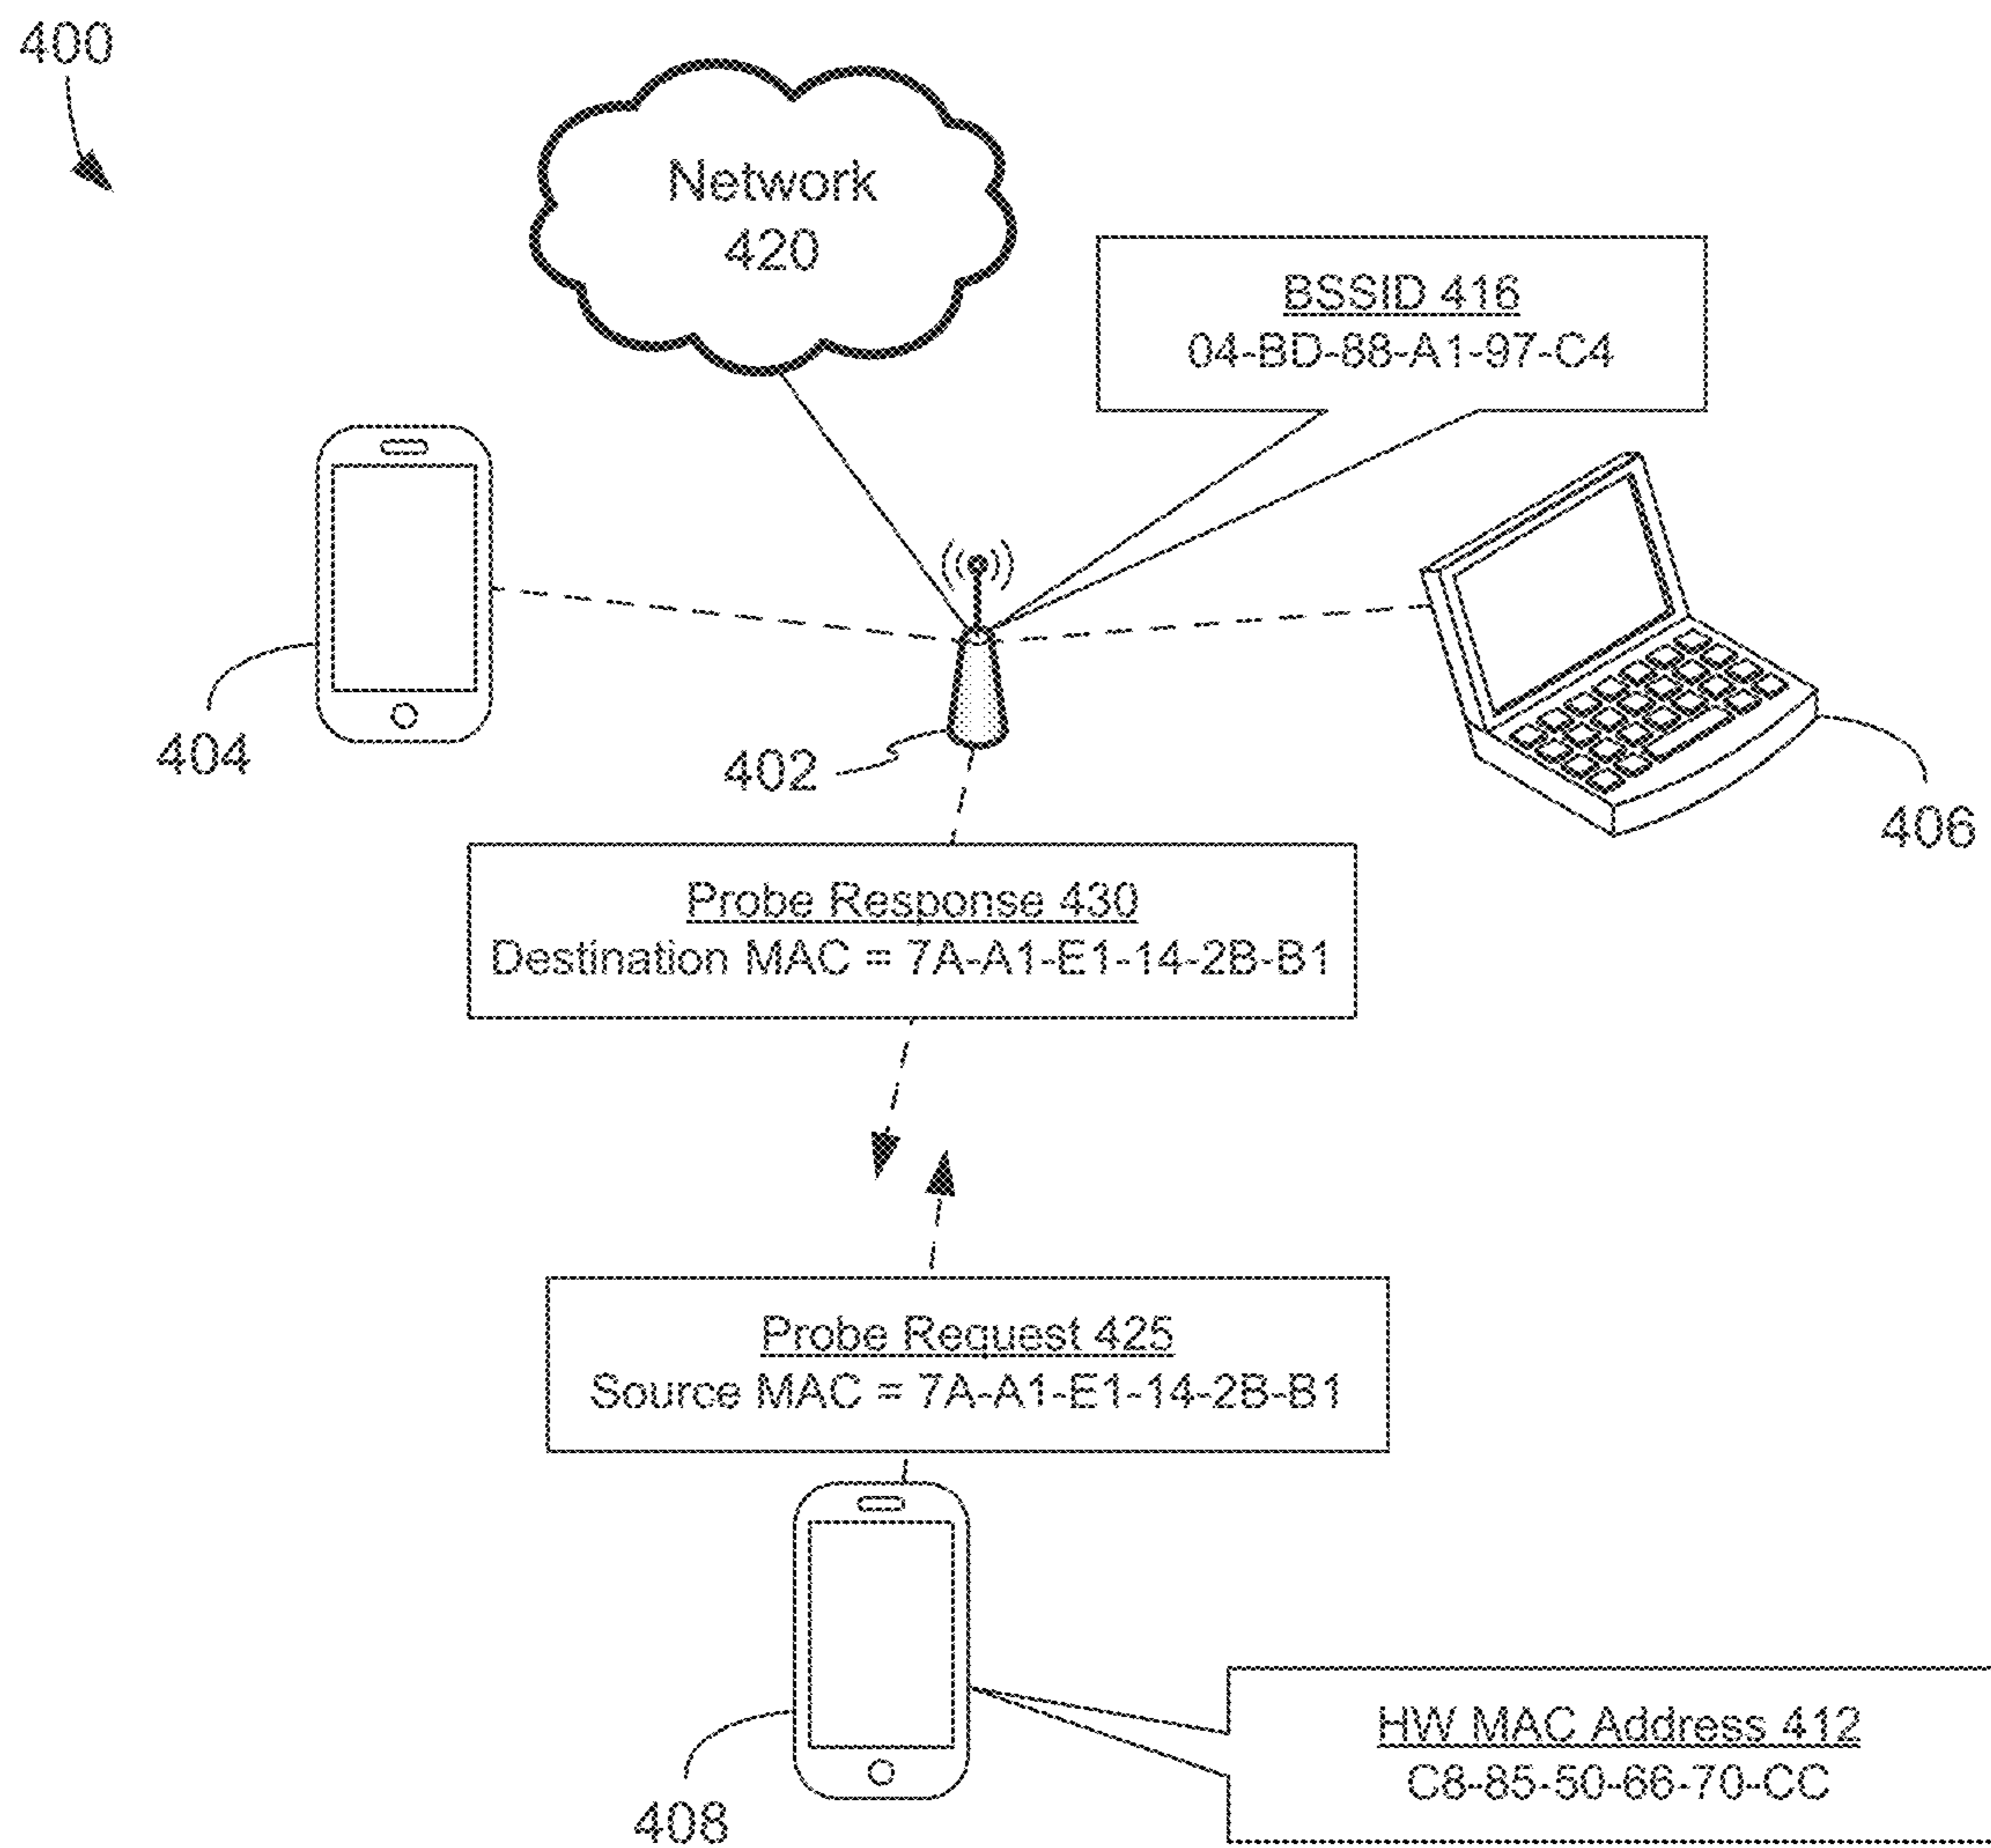 400
Network
420
BSSID 416
04-BD-88-A1-97-C4
404
402
406
Probe Response 430
Destination MAC = 7A-A1-E1-14-2B-B1
Probe Request 425
Source MAC = 7A-A1-E1-14-2B-B1
HW MAC Address 412
C8-85-50-66-70-CC
408